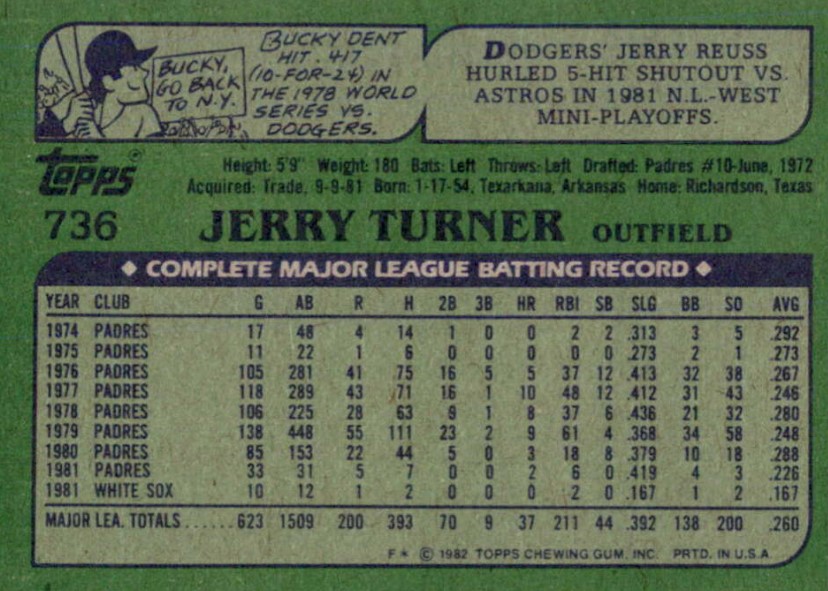 BUCKY,
GO BACK
TO N.Y.
BUCKY DENT
HIT .417
(10-FOR-24) IN
THE 1978 WORLD
SERIES VS.
DODGERS.
DODGERS' JERRY REUSS
HURLED 5-HIT SHUTOUT VS.
ASTROS IN 1981 N.L.-WEST
MINI-PLAYOFFS.
Topps®
Height: 5'9" Weight: 180 Bats: Left Throws: Left Drafted: Padres #10-June, 1972
Acquired: Trade, 9-9-81 Born: 1-17-54, Texarkana, Arkansas Home: Richardson, Texas
736 JERRY TURNER OUTFIELD
◆ COMPLETE MAJOR LEAGUE BATTING RECORD ◆
YEAR CLUB G AB R H 2B 3B HR RBI SB SLG BB SO AVG
1974 PADRES 17 48 4 14 1 0 0 2 2 .313 3 5 .292
1975 PADRES 11 22 1 6 0 0 0 0 0 .273 2 1 .273
1976 PADRES 105 281 41 75 16 5 5 37 12 .413 32 38 .267
1977 PADRES 118 289 43 71 16 1 10 48 12 .412 31 43 .246
1978 PADRES 106 225 28 63 9 1 8 37 6 .436 21 32 .280
1979 PADRES 138 448 55 111 23 2 9 61 4 .368 34 58 .248
1980 PADRES 85 153 22 44 5 0 3 18 8 .379 10 18 .288
1981 PADRES 33 31 5 7 0 0 2 6 0 .419 4 3 .226
1981 WHITE SOX 10 12 1 2 0 0 0 2 0 .167 1 2 .167
MAJOR LEA. TOTALS ...... 623 1509 200 393 70 9 37 211 44 .392 138 200 .260
F* © 1982 TOPPS CHEWING GUM, INC. PRTD. IN U.S.A.